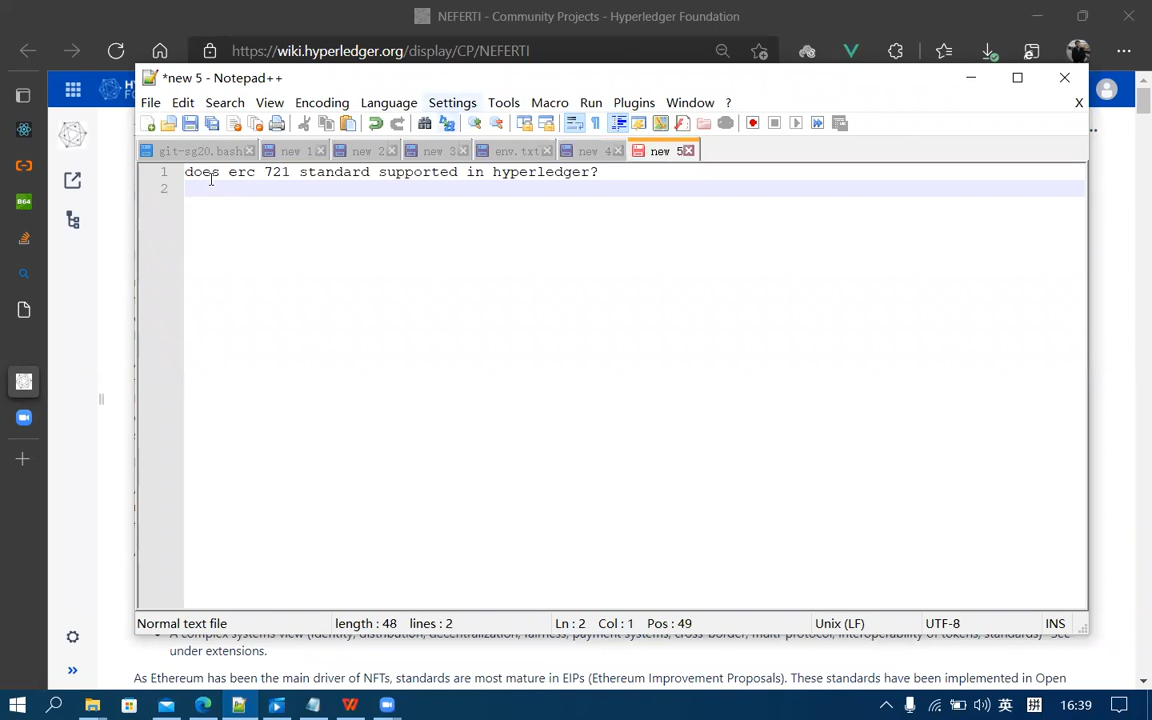 NEFERTI - Community Projects - Hyperledger Foundation
https://wiki.hyperledger.org/display/CP/NEFERTI
*new 5 - Notepad++
File Edit Search View Encoding Language Settings Tools Macro Run Plugins Window ? X
git-sg20.bash new 1 new 2 new 3 env.txt new 4 new 5
1 does erc 721 standard supported in hyperledger?
2
B64
Normal text file length : 48 lines : 2 Ln : 2 Col : 1 Pos : 49 Unix (LF) UTF-8 INS
under extensions.
As Ethereum has been the main driver of NFTs, standards are most mature in EIPs (Ethereum Improvement Proposals). These standards have been implemented in Open
英 拼 16:39